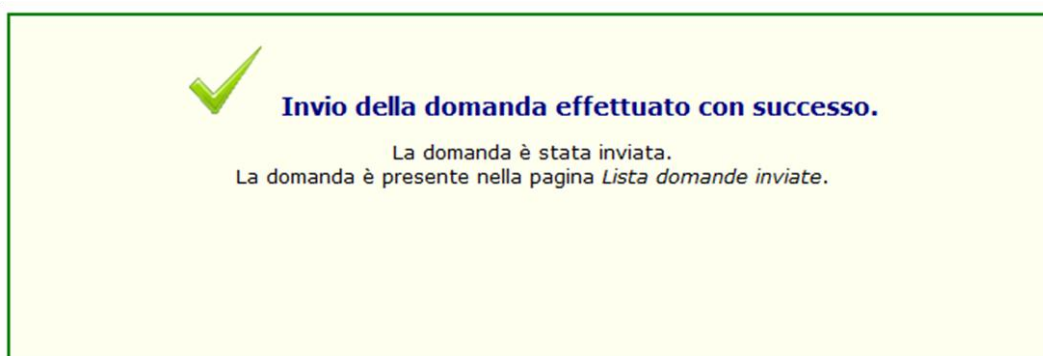 Invio della domanda effettuato con successo.
La domanda è stata inviata.
La domanda è presente nella pagina Lista domande inviate.